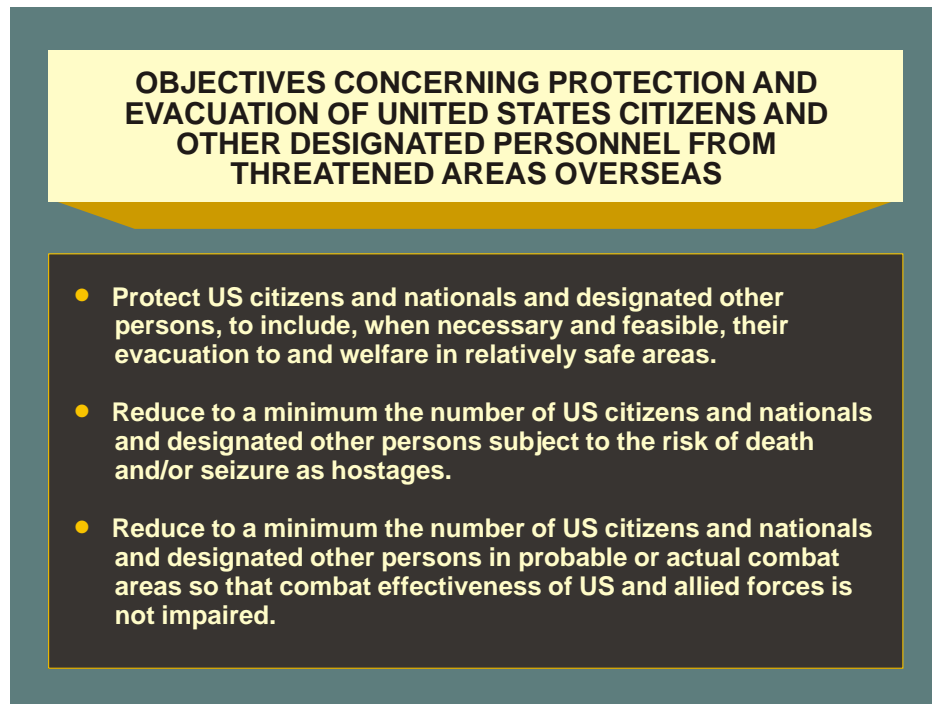 OBJECTIVES CONCERNING PROTECTION AND
EVACUATION OF UNITED STATES CITIZENS AND
OTHER DESIGNATED PERSONNEL FROM
THREATENED AREAS OVERSEAS
● Protect US citizens and nationals and designated other
persons, to include, when necessary and feasible, their
evacuation to and welfare in relatively safe areas.
● Reduce to a minimum the number of US citizens and nationals
and designated other persons subject to the risk of death
and/or seizure as hostages.
● Reduce to a minimum the number of US citizens and nationals
and designated other persons in probable or actual combat
areas so that combat effectiveness of US and allied forces is
not impaired.